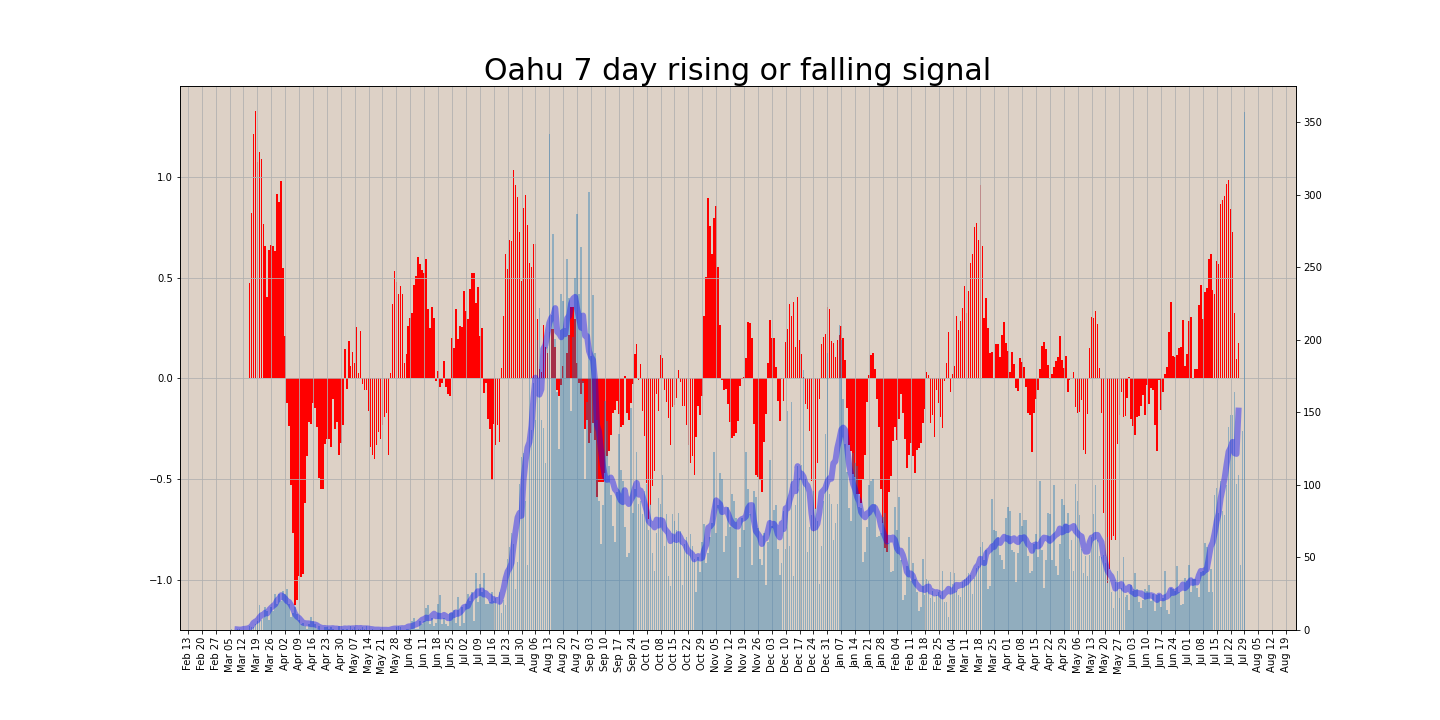 Oahu 7 day rising or falling signal
1.0
0.5
0.0
−0.5
−1.0
350
300
250
200
150
100
50
0
Feb 13
Feb 20
Feb 27
Mar 05
Mar 12
Mar 19
Mar 26
Apr 02
Apr 09
Apr 16
Apr 23
Apr 30
May 07
May 14
May 21
May 28
Jun 04
Jun 11
Jun 18
Jun 25
Jul 02
Jul 09
Jul 16
Jul 23
Jul 30
Aug 06
Aug 13
Aug 20
Aug 27
Sep 03
Sep 10
Sep 17
Sep 24
Oct 01
Oct 08
Oct 15
Oct 22
Oct 29
Nov 05
Nov 12
Nov 19
Nov 26
Dec 03
Dec 10
Dec 17
Dec 24
Dec 31
Jan 07
Jan 14
Jan 21
Jan 28
Feb 04
Feb 11
Feb 18
Feb 25
Mar 04
Mar 11
Mar 18
Mar 25
Apr 01
Apr 08
Apr 15
Apr 22
Apr 29
May 06
May 13
May 20
May 27
Jun 03
Jun 10
Jun 17
Jun 24
Jul 01
Jul 08
Jul 15
Jul 22
Jul 29
Aug 05
Aug 12
Aug 19